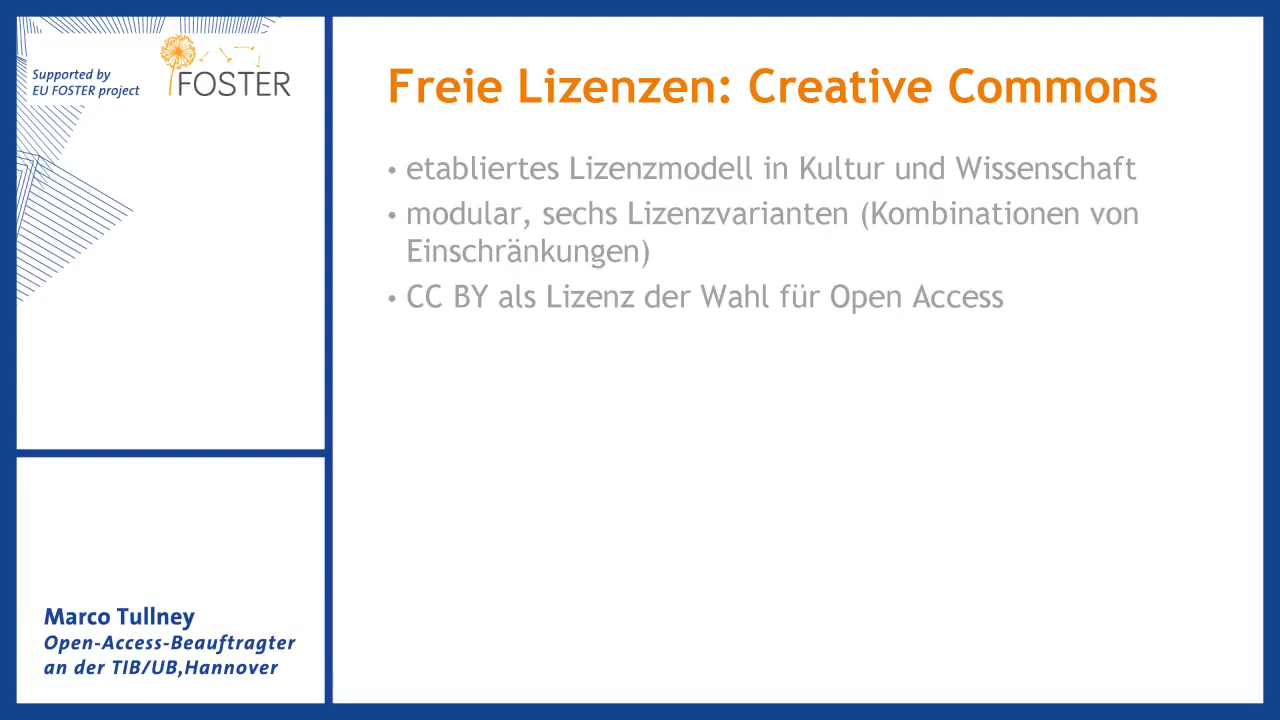 Supported by
EU FOSTER project
FOSTER
Freie Lizenzen: Creative Commons
• etabliertes Lizenzmodell in Kultur und Wissenschaft
• modular, sechs Lizenzvarianten (Kombinationen von
Einschränkungen)
• CC BY als Lizenz der Wahl für Open Access
Marco Tullney
Open-Access-Beauftragter
an der TIB/UB,Hannover